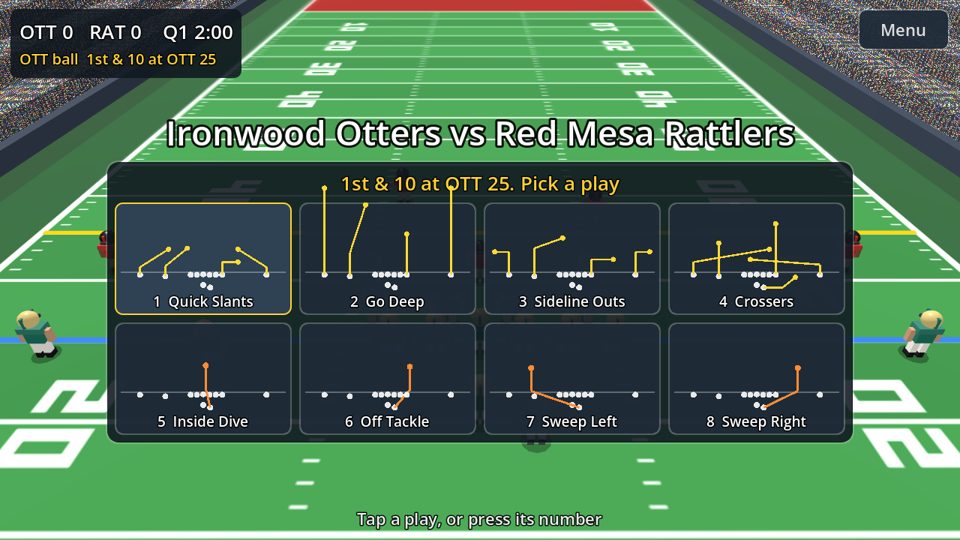 OTT 0 RAT 0 Q1 2:00
OTT ball 1st & 10 at OTT 25
Menu
Ironwood Otters vs Red Mesa Rattlers
1st & 10 at OTT 25. Pick a play
1 Quick Slants
2 Go Deep
3 Sideline Outs
4 Crossers
5 Inside Dive
6 Off Tackle
7 Sweep Left
8 Sweep Right
Tap a play, or press its number